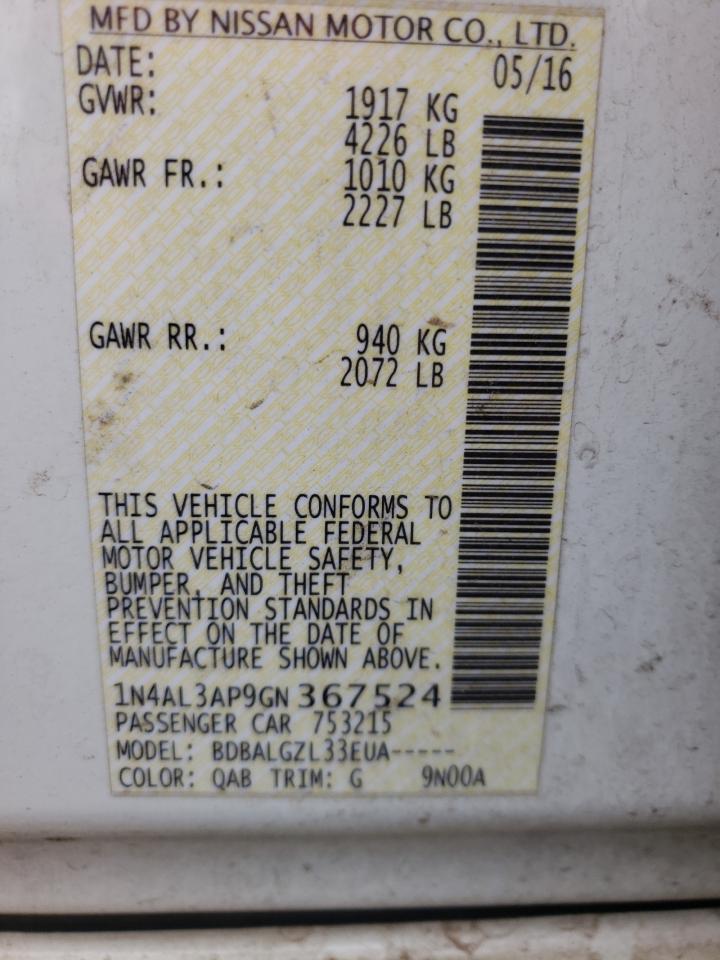 MFD BY NISSAN MOTOR CO., LTD.
DATE: 05/16
GVWR: 1917 KG
4226 LB
GAWR FR.: 1010 KG
2227 LB
GAWR RR.: 940 KG
2072 LB
THIS VEHICLE CONFORMS TO
ALL APPLICABLE FEDERAL
MOTOR VEHICLE SAFETY,
BUMPER, AND THEFT
PREVENTION STANDARDS IN
EFFECT ON THE DATE OF
MANUFACTURE SHOWN ABOVE.
1N4AL3AP9GN367524
PASSENGER CAR 753215
MODEL: BDBALGZL33EUA-----
COLOR: QAB TRIM: G 9N00A